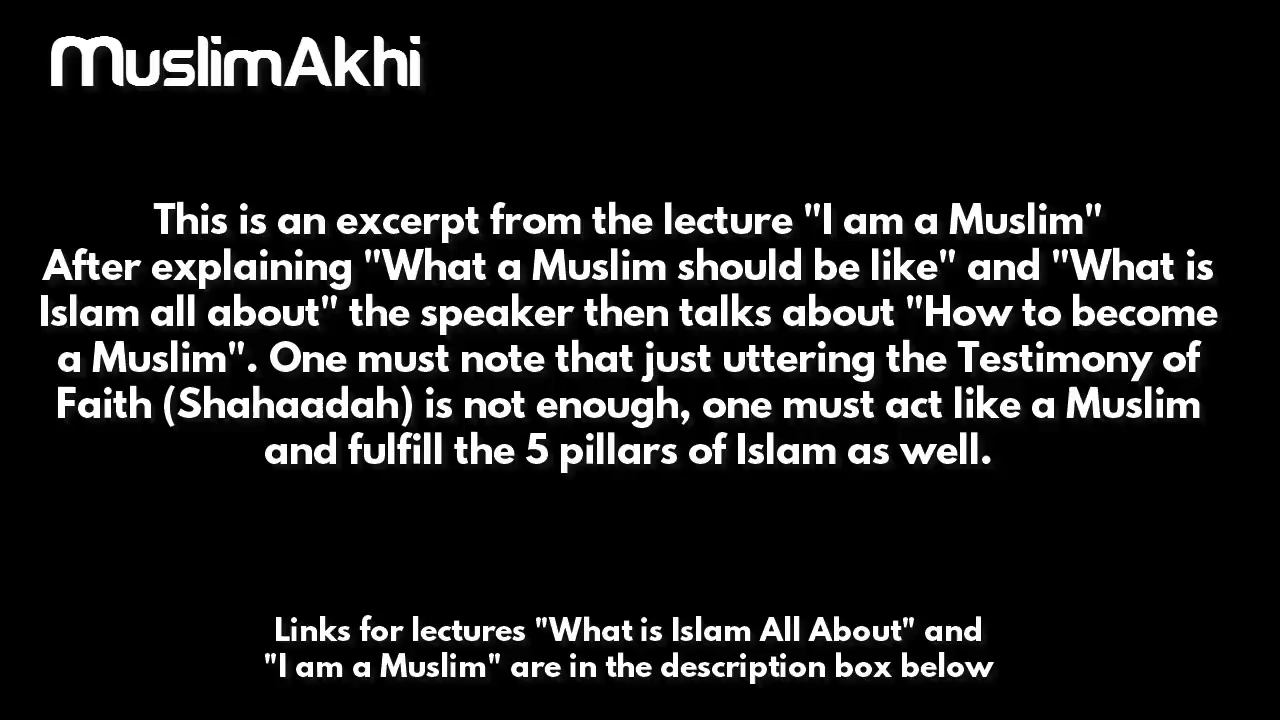 MuslimAkhi
This is an excerpt from the lecture "I am a Muslim"
After explaining "What a Muslim should be like" and "What is
Islam all about" the speaker then talks about "How to become
a Muslim". One must note that just uttering the Testimony of
Faith (Shahaadah) is not enough, one must act like a Muslim
and fulfill the 5 pillars of Islam as well.
Links for lectures "What is Islam All About" and
"I am a Muslim" are in the description box below